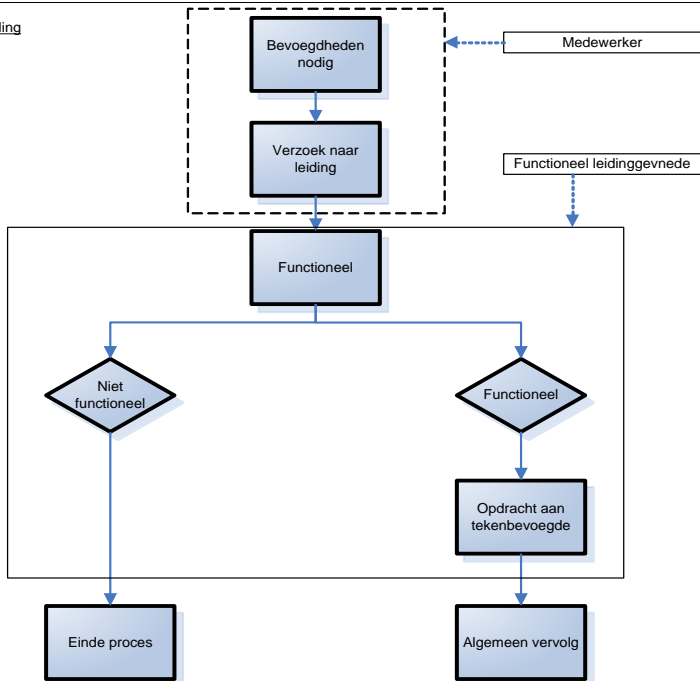 Bevoegdheden
nodig
Medewerker
Verzoek naar
leiding
Functioneel leidinggevnede
Functioneel
Niet
functioneel
Functioneel
Opdracht aan
tekenbevoegde
Einde proces
Algemeen vervolg